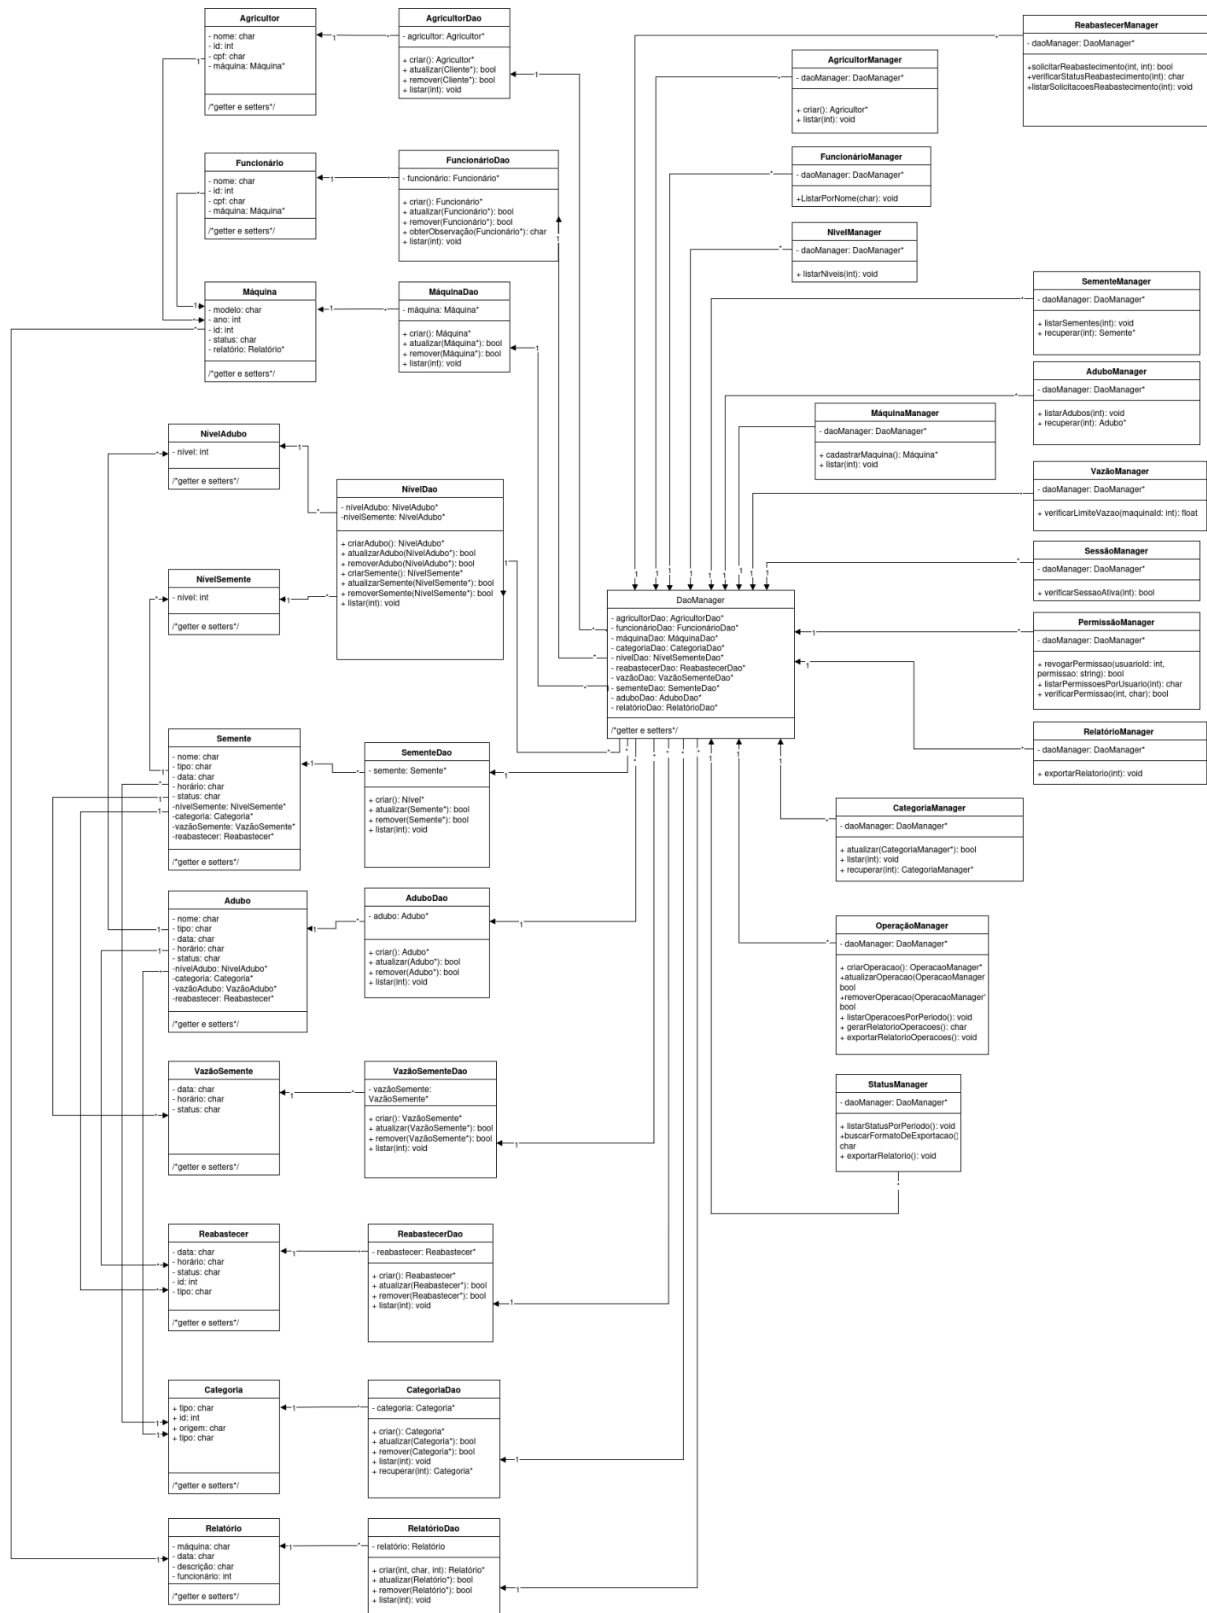 Agricultor
- nome: char
- id: int
- cpf: char
- máquina: Máquina*
/*getter e setters*/
AgricultorDao
- agricultor: Agricultor*
+ criar(): Agricultor*
+ atualizar(Cliente*): bool
+ remover(Cliente*): bool
+ listar(int): void
Funcionário
- nome: char
- id: int
- cpf: char
- máquina: Máquina*
/*getter e setters*/
FuncionárioDao
- funcionário: Funcionário*
+ criar(): Funcionário*
+ atualizar(Funcionário*): bool
+ remover(Funcionário*): bool
+ obterObservação(Funcionário*): char
+ listar(int): void
Máquina
- modelo: char
- ano: int
- id: int
- status: char
- relatório: Relatório*
/*getter e setters*/
MáquinaDao
- máquina: Máquina*
+ criar(): Máquina*
+ atualizar(Máquina*): bool
+ remover(Máquina*): bool
+ listar(int): void
NívelAdubo
- nível: int
/*getter e setters*/
NívelDao
- nívelAdubo: NívelAdubo*
-nívelSemente: NívelAdubo*
+ criarAdubo(): NívelAdubo*
+ atualizarAdubo(NívelAdubo*): bool
+ removerAdubo(NívelAdubo*): bool
+ criarSemente(): NívelSemente*
+ atualizarSemente(NívelSemente*): bool
+ removerSemente(NívelSemente*): bool
+ listar(int): void
NívelSemente
- nível: int
/*getter e setters*/
Semente
- nome: char
- tipo: char
- data: char
- horário: char
- status: char
-nívelSemente: NívelSemente*
-categoria: Categoria*
-vazãoSemente: VazãoSemente*
-reabastecer: Reabastecer*
/*getter e setters*/
SementeDao
- semente: Semente*
+ criar(): Nível*
+ atualizar(Semente*): bool
+ remover(Semente*): bool
+ listar(int): void
Adubo
- nome: char
- tipo: char
- data: char
- horário: char
- status: char
-nívelAdubo: NívelAdubo*
-categoria: Categoria*
-vazãoAdubo: VazãoAdubo*
-reabastecer: Reabastecer*
/*getter e setters*/
AduboDao
- adubo: Adubo*
+ criar(): Adubo*
+ atualizar(Adubo*): bool
+ remover(Adubo*): bool
+ listar(int): void
VazãoSemente
- data: char
- horário: char
- status: char
/*getter e setters*/
VazãoSementeDao
- vazãoSemente:
VazãoSemente*
+ criar(): VazãoSemente*
+ atualizar(VazãoSemente*): bool
+ remover(VazãoSemente*): bool
+ listar(int): void
Reabastecer
- data: char
- horário: char
- status: char
- id: int
- tipo: char
/*getter e setters*/
ReabastecerDao
- reabastecer: Reabastecer*
+ criar(): Reabastecer*
+ atualizar(Reabastecer*): bool
+ remover(Reabastecer*): bool
+ listar(int): void
Categoria
+ tipo: char
+ id: int
+ origem: char
+ tipo: char
/*getter e setters*/
CategoriaDao
- categoria: Categoria*
+ criar(): Categoria*
+ atualizar(Categoria*): bool
+ remover(Categoria*): bool
+ listar(int): void
+ recuperar(int): Categoria*
Relatório
- máquina: char
- data: char
- descrição: char
- funcionário: int
/*getter e setters*/
RelatórioDao
- relatório: Relatório
+ criar(int, char, int): Relatório*
+ atualizar(Relatório*): bool
+ remover(Relatório*): bool
+ listar(int): void
DaoManager
- agricultorDao: AgricultorDao*
- funcionárioDao: FuncionárioDao*
- máquinaDao: MáquinaDao*
- categoriaDao: CategoriaDao*
- nívelDao: NívelSementeDao*
- reabastecerDao: ReabastecerDao*
- vazãoDao: VazãoSementeDao*
- sementeDao: SementeDao*
- aduboDao: AduboDao*
- relatórioDao: RelatórioDao*
/*getter e setters*/
AgricultorManager
- daoManager: DaoManager*
+ criar(): Agricultor*
+ listar(int): void
FuncionárioManager
- daoManager: DaoManager*
+ListarPorNome(char): void
NívelManager
- daoManager: DaoManager*
+ listarNíveis(int): void
MáquinaManager
- daoManager: DaoManager*
+ cadastrarMaquina(): Máquina*
+ listar(int): void
ReabastecerManager
- daoManager: DaoManager*
+solicitarReabastecimento(int, int): bool
+verificarStatusReabastecimento(int): char
+listarSolicitacoesReabastecimento(int): void
SementeManager
- daoManager: DaoManager*
+ listarSementes(int): void
+ recuperar(int): Semente*
AduboManager
- daoManager: DaoManager*
+ listarAdubos(int): void
+ recuperar(int): Adubo*
VazãoManager
- daoManager: DaoManager*
+ verificarLimiteVazao(maquinaId: int): float
SessãoManager
- daoManager: DaoManager*
+ verificarSessaoAtiva(int): bool
PermissãoManager
- daoManager: DaoManager*
+ revogarPermissao(usuarioId: int,
permissao: string): bool
+ listarPermissoesPorUsuario(int): char
+ verificarPermissao(int, char): bool
RelatórioManager
- daoManager: DaoManager*
+ exportarRelatorio(int): void
CategoriaManager
- daoManager: DaoManager*
+ atualizar(CategoriaManager*): bool
+ listar(int): void
+ recuperar(int): CategoriaManager*
OperaçãoManager
- daoManager: DaoManager*
+ criarOperacao(): OperacaoManager*
+atualizarOperacao(OperacaoManager
bool
+removerOperacao(OperacaoManager*
bool
+ listarOperacoesPorPeriodo(): void
+ gerarRelatorioOperacoes(): char
+ exportarRelatorioOperacoes(): void
StatusManager
- daoManager: DaoManager*
+ listarStatusPorPeriodo(): void
+buscarFormatoDeExportacao()
char
+ exportarRelatorio(): void